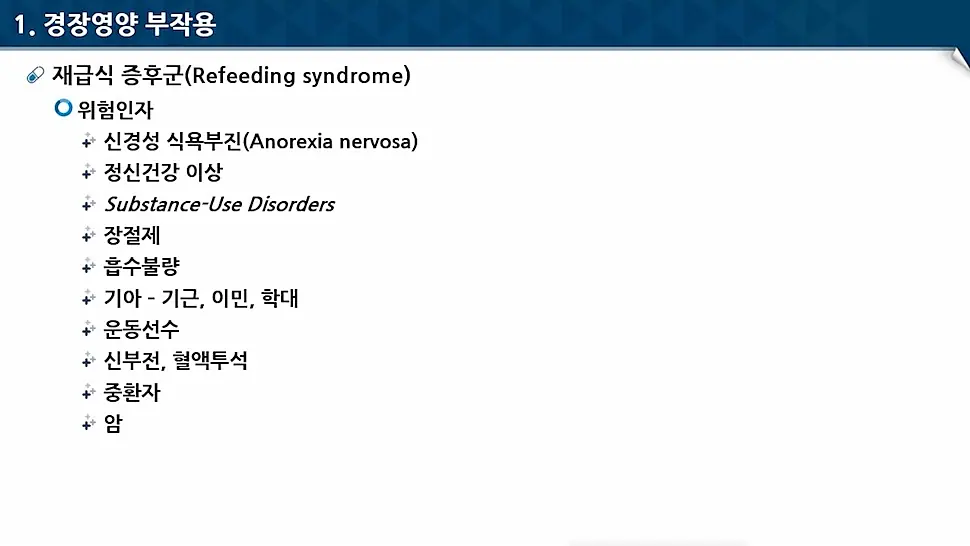 1. 경장영양 부작용
재급식 증후군(Refeeding syndrome)
위험인자
신경성 식욕부진(Anorexia nervosa)
정신건강 이상
Substance-Use Disorders
장절제
흡수불량
기아 – 기근, 이민, 학대
운동선수
신부전, 혈액투석
중환자
암